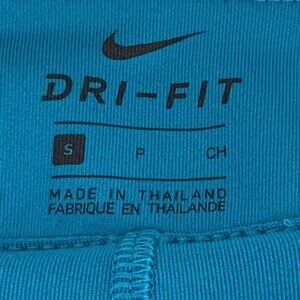 DRI-FIT
S P CH
MADE IN THAILAND
FABRIQUE EN THAILANDE